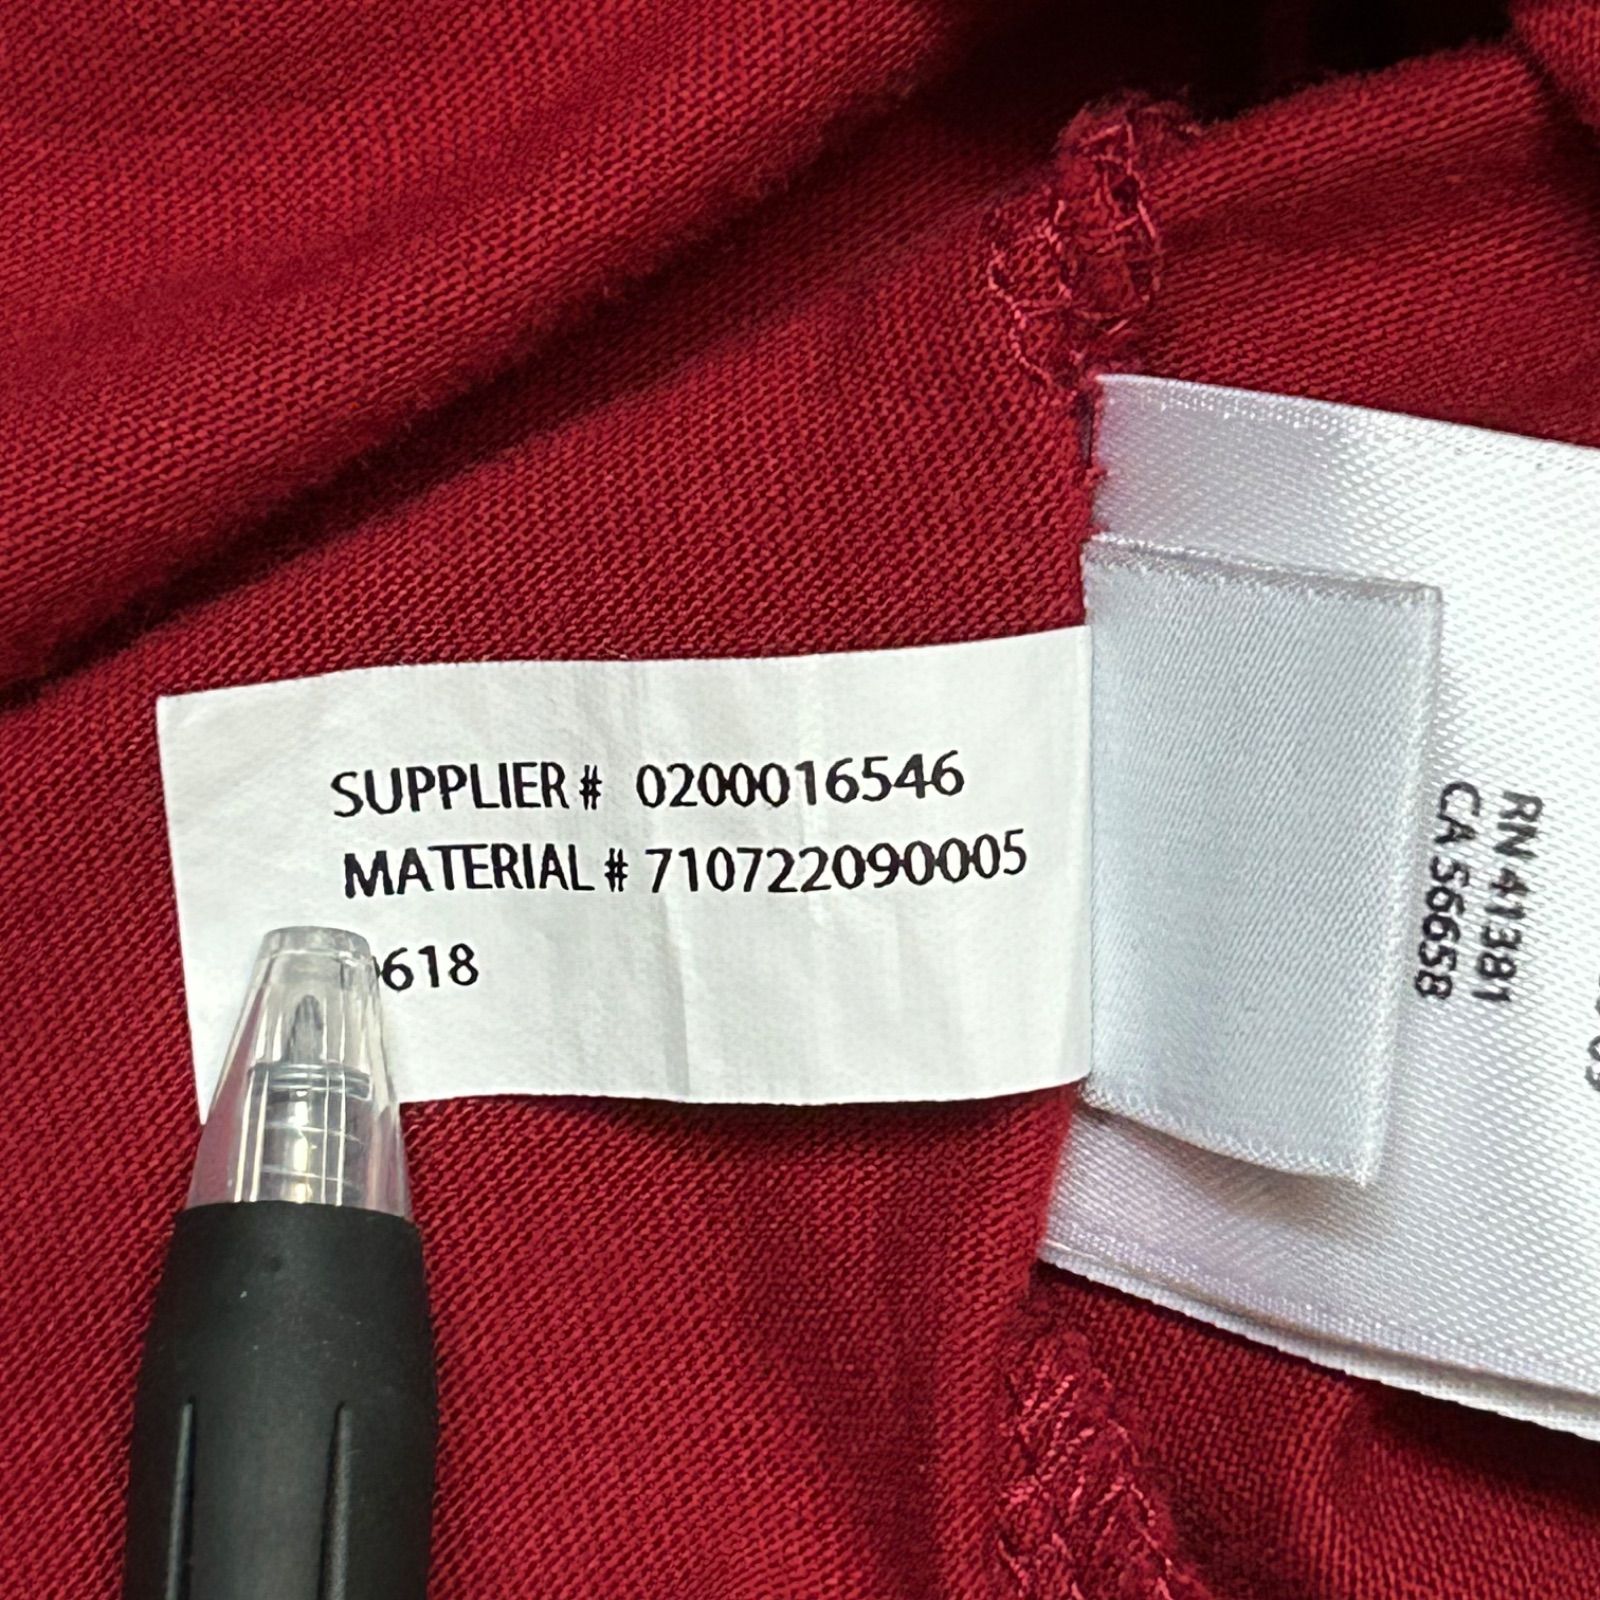 SUPPLIER # 0200016546
MATERIAL # 710722090005
618
RN 41381
CA 56658